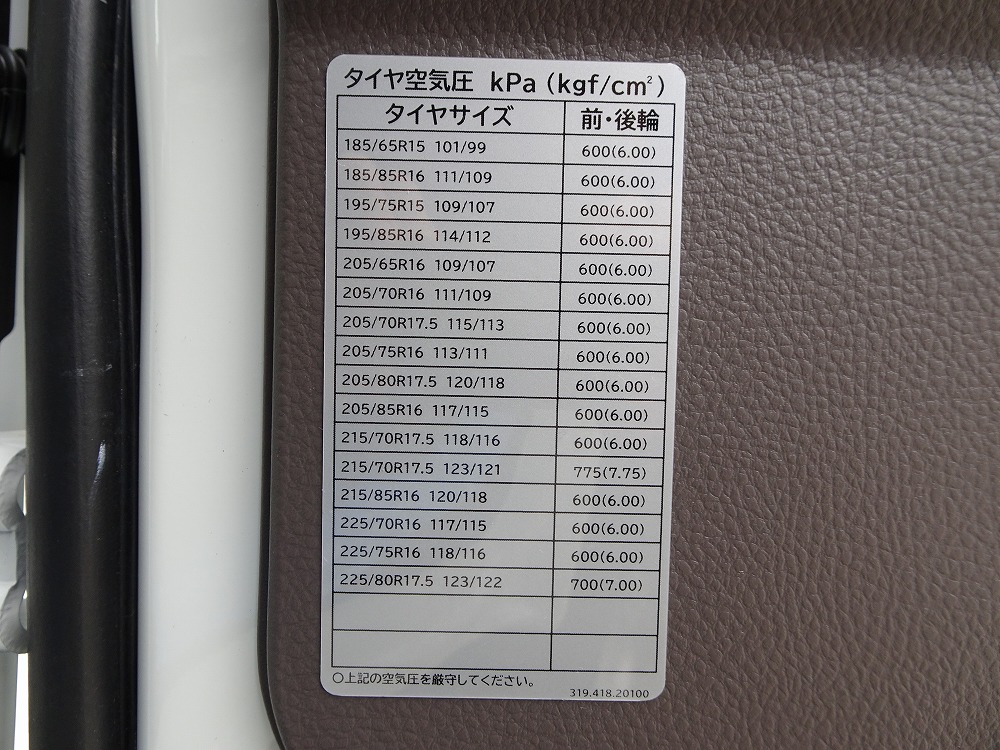 タイヤ空気圧 kPa (kgf/cm²)
タイヤサイズ 前・後輪
185/65R15 101/99 600(6.00)
185/85R16 111/109 600(6.00)
195/75R15 109/107 600(6.00)
195/85R16 114/112 600(6.00)
205/65R16 109/107 600(6.00)
205/70R16 111/109 600(6.00)
205/70R17.5 115/113 600(6.00)
205/75R16 113/111 600(6.00)
205/80R17.5 120/118 600(6.00)
205/85R16 117/115 600(6.00)
215/70R17.5 118/116 600(6.00)
215/70R17.5 123/121 775(7.75)
215/85R16 120/118 600(6.00)
225/70R16 117/115 600(6.00)
225/75R16 118/116 600(6.00)
225/80R17.5 123/122 700(7.00)
○上記の空気圧を厳守してください。
319.418.20100